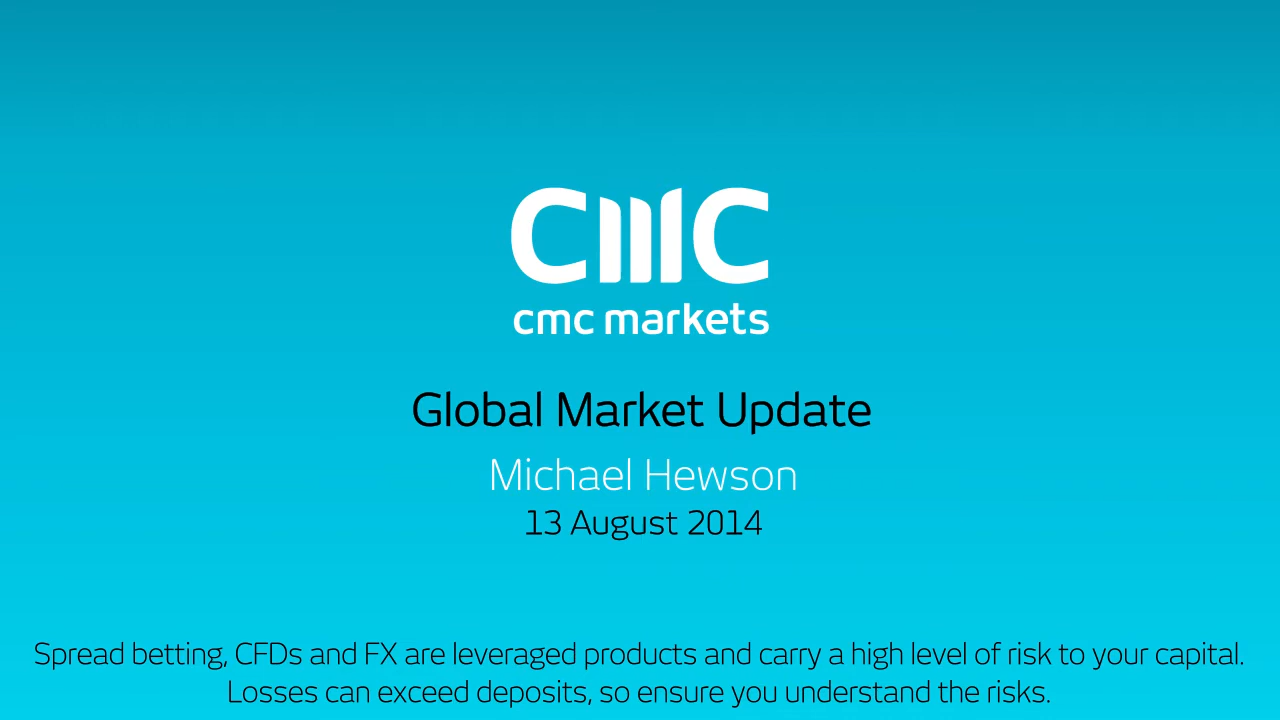 CMC
cmc markets
Global Market Update
Michael Hewson
13 August 2014
Spread betting, CFDs and FX are leveraged products and carry a high level of risk to your capital.
Losses can exceed deposits, so ensure you understand the risks.